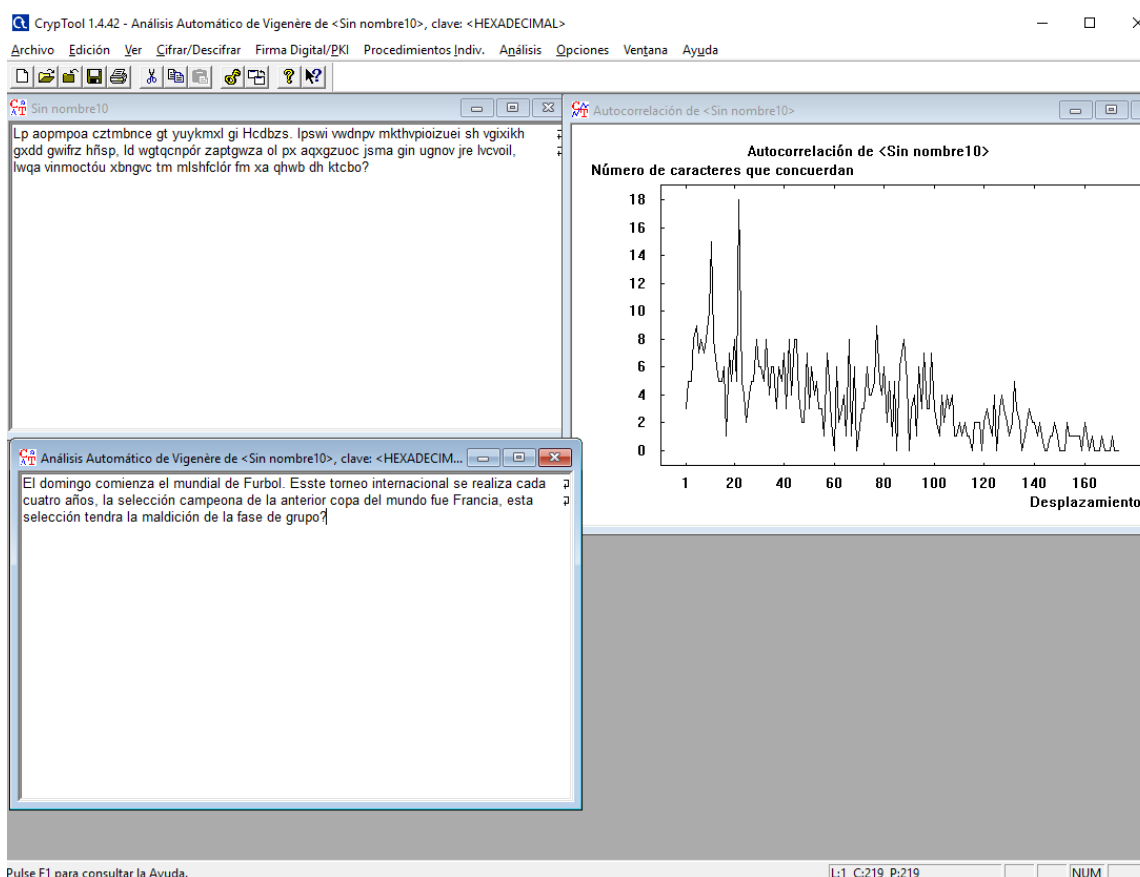 CrypTool 1.4.42 - Análisis Automático de Vigenère de <Sin nombre10>, clave: <HEXADECIMAL>
Archivo Edición Ver Cifrar/Descifrar Firma Digital/PKI Procedimientos Indiv. Análisis Opciones Ventana Ayuda
Sin nombre10
Lp aopmpoa cztmbnce gt yuykmxl gi Hcdbzs. Ipswi vwdnpv mkthvpioizuei sh vgixikh
gxdd gwifrz hñsp, ld wgtqcnpór zaptgwza ol px aqxgzuoc jsma gin ugnov jre lvcvoil,
lwqa vinmoctóu xbngvc tm mlshfclór fm xa qhwb dh ktcbo?
Autocorrelación de <Sin nombre10>
Autocorrelación de <Sin nombre10>
Número de caracteres que concuerdan
18
16
14
12
10
8
6
4
2
0
1 20 40 60 80 100 120 140 160
Desplazamiento
Análisis Automático de Vigenère de <Sin nombre10>, clave: <HEXADECIM...
El domingo comienza el mundial de Furbol. Esste torneo internacional se realiza cada
cuatro años, la selección campeona de la anterior copa del mundo fue Francia, esta
selección tendra la maldición de la fase de grupo?
Pulse F1 para consultar la Ayuda.
L:1 C:219 P:219
NUM